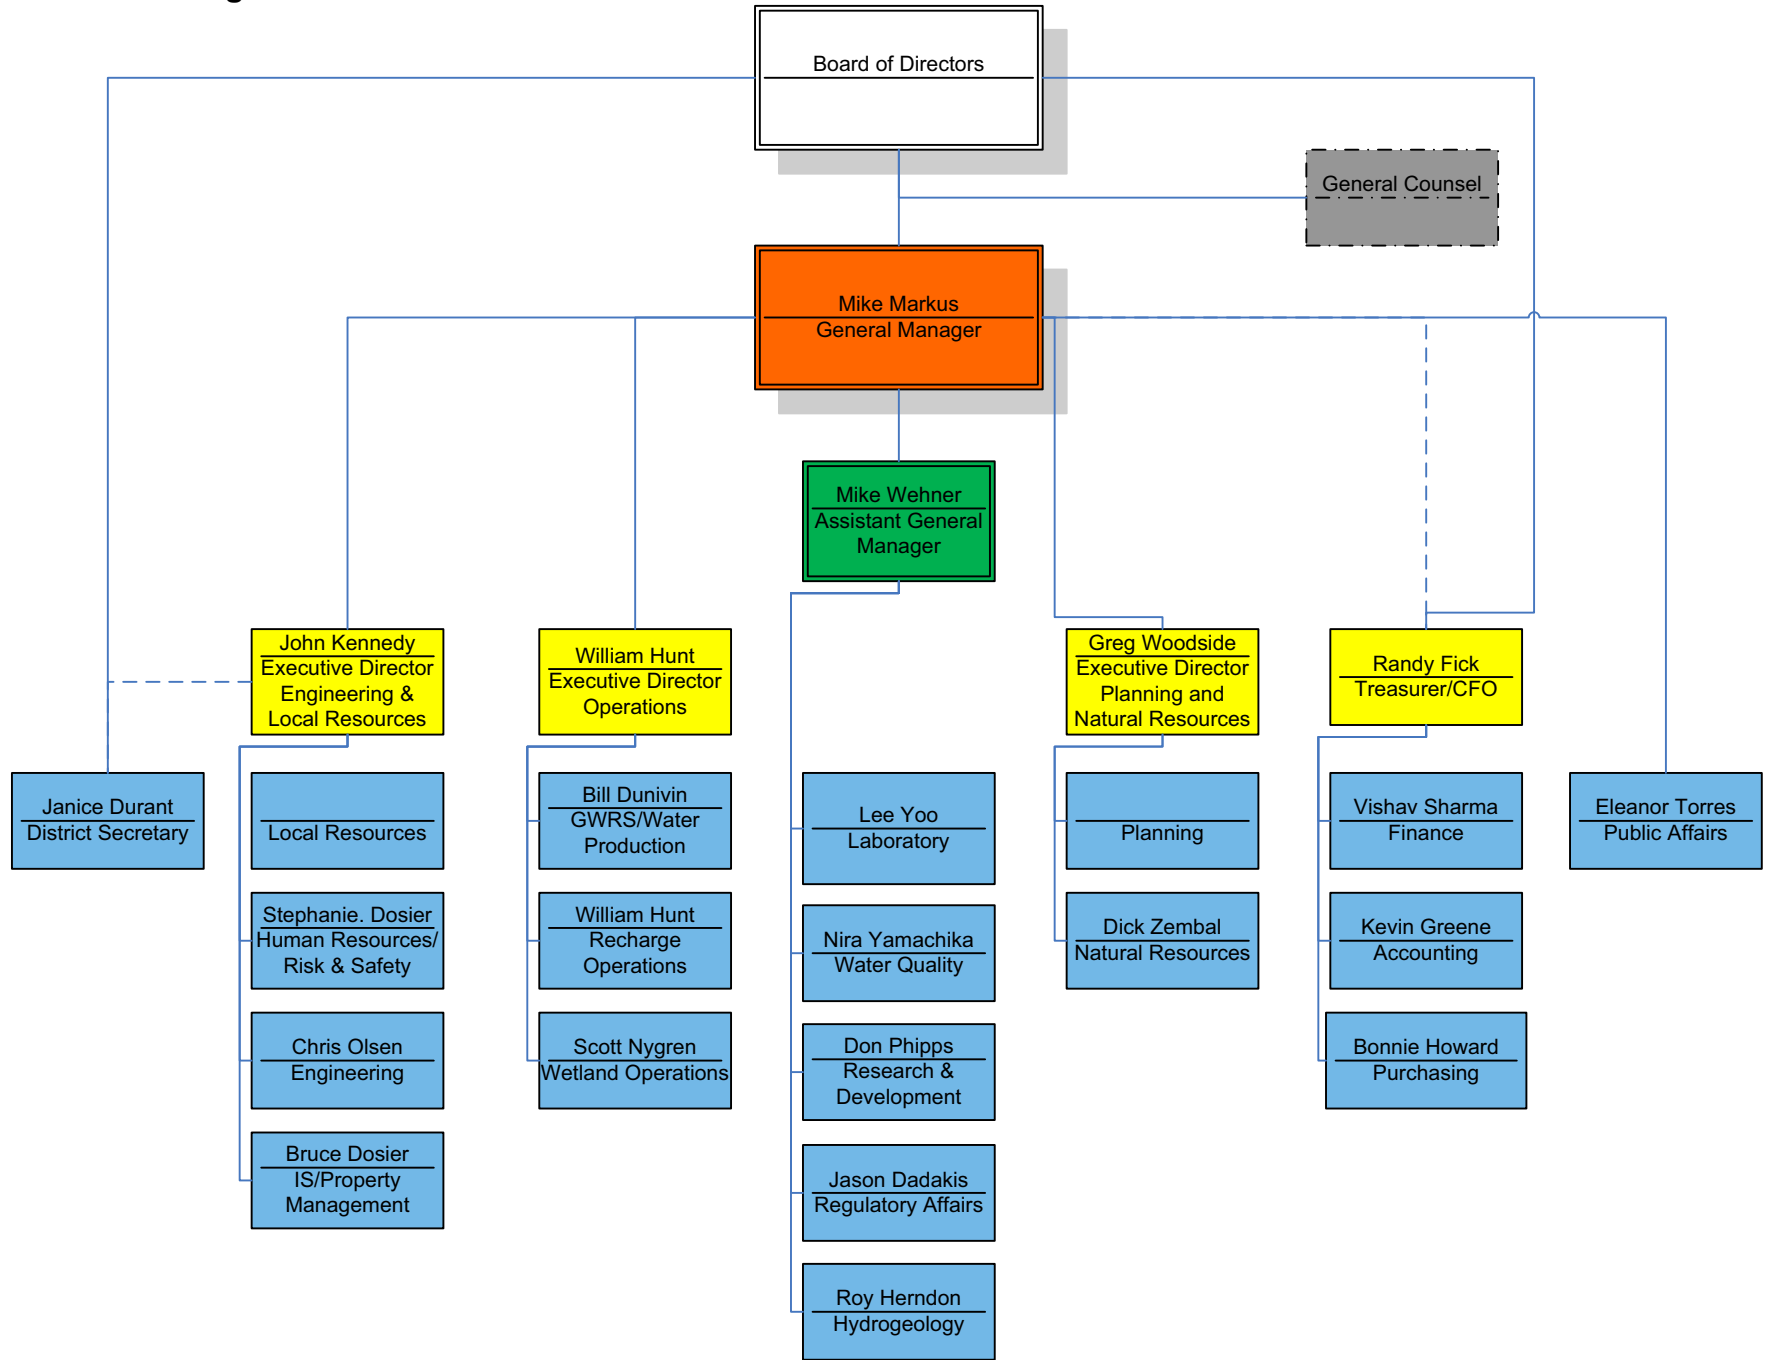 Board of Directors
General Counsel
Mike Markus
General Manager
Mike Wehner
Assistant General
Manager
John Kennedy
Executive Director
Engineering &
Local Resources
William Hunt
Executive Director
Operations
Greg Woodside
Executive Director
Planning and
Natural Resources
Randy Fick
Treasurer/CFO
Janice Durant
District Secretary
Local Resources
Stephanie. Dosier
Human Resources/
Risk & Safety
Chris Olsen
Engineering
Bruce Dosier
IS/Property
Management
Bill Dunivin
GWRS/Water
Production
William Hunt
Recharge
Operations
Scott Nygren
Wetland Operations
Lee Yoo
Laboratory
Nira Yamachika
Water Quality
Don Phipps
Research &
Development
Jason Dadakis
Regulatory Affairs
Roy Herndon
Hydrogeology
Planning
Dick Zembal
Natural Resources
Vishav Sharma
Finance
Kevin Greene
Accounting
Bonnie Howard
Purchasing
Eleanor Torres
Public Affairs